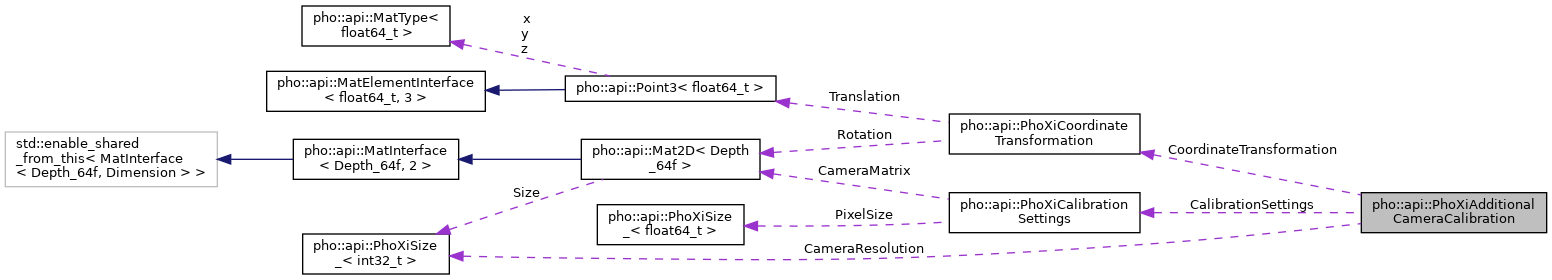 pho::api::MatType<
float64_t >
x
y
z
pho::api::MatElementInterface
< float64_t, 3 >
pho::api::Point3< float64_t >
Translation
pho::api::PhoXiCoordinate
Transformation
Rotation
std::enable_shared
_from_this< MatInterface
< Depth_64f, Dimension > >
pho::api::MatInterface
< Depth_64f, 2 >
pho::api::Mat2D< Depth
_64f >
CoordinateTransformation
CameraMatrix
Size
pho::api::PhoXiCalibration
Settings
CalibrationSettings
pho::api::PhoXiAdditional
CameraCalibration
pho::api::PhoXiSize
_< float64_t >
PixelSize
pho::api::PhoXiSize
_< int32_t >
CameraResolution